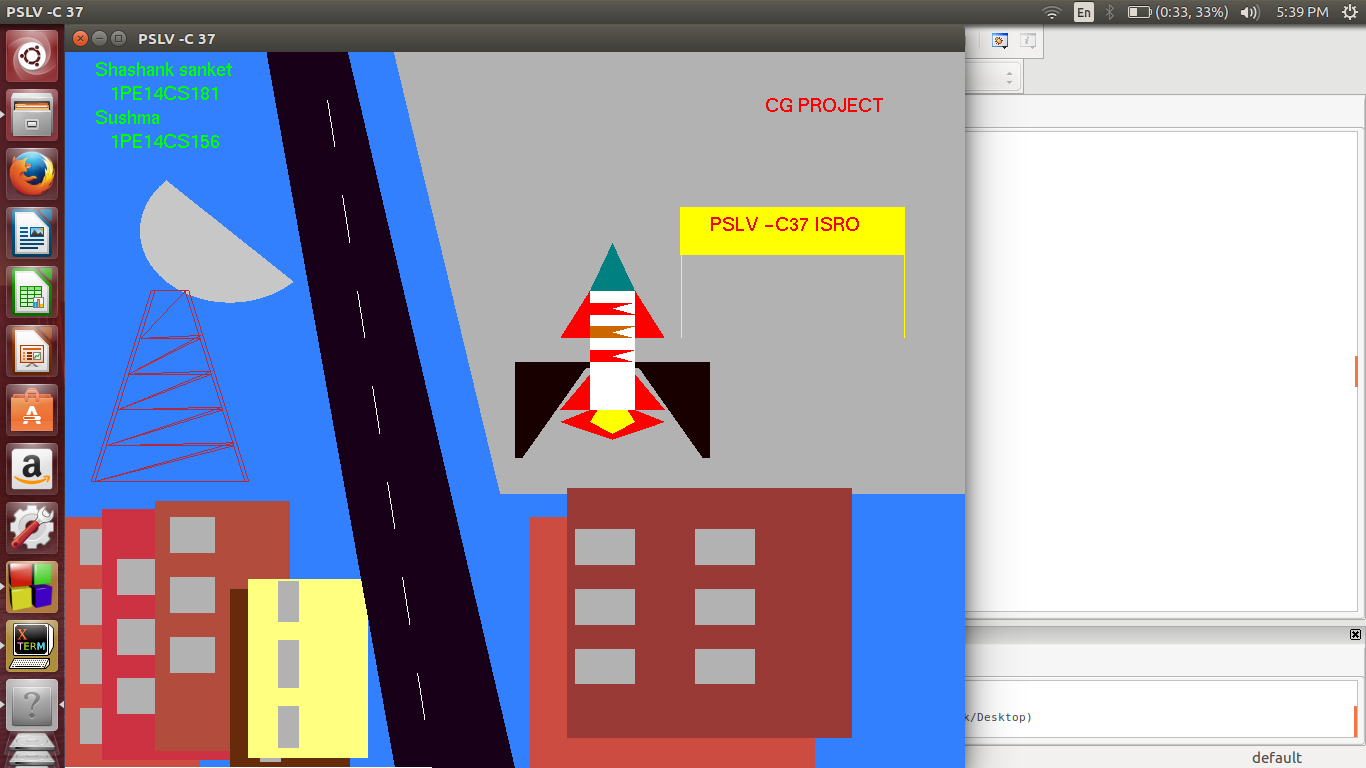 PSLV -C 37
En
(0:33, 33%)
5:39 PM
PSLV -C 37
Shashank sanket
1PE14CS181
Sushma
1PE14CS156
CG PROJECT
PSLV -C37 ISRO
a
X
TERM
?
k/Desktop)
default